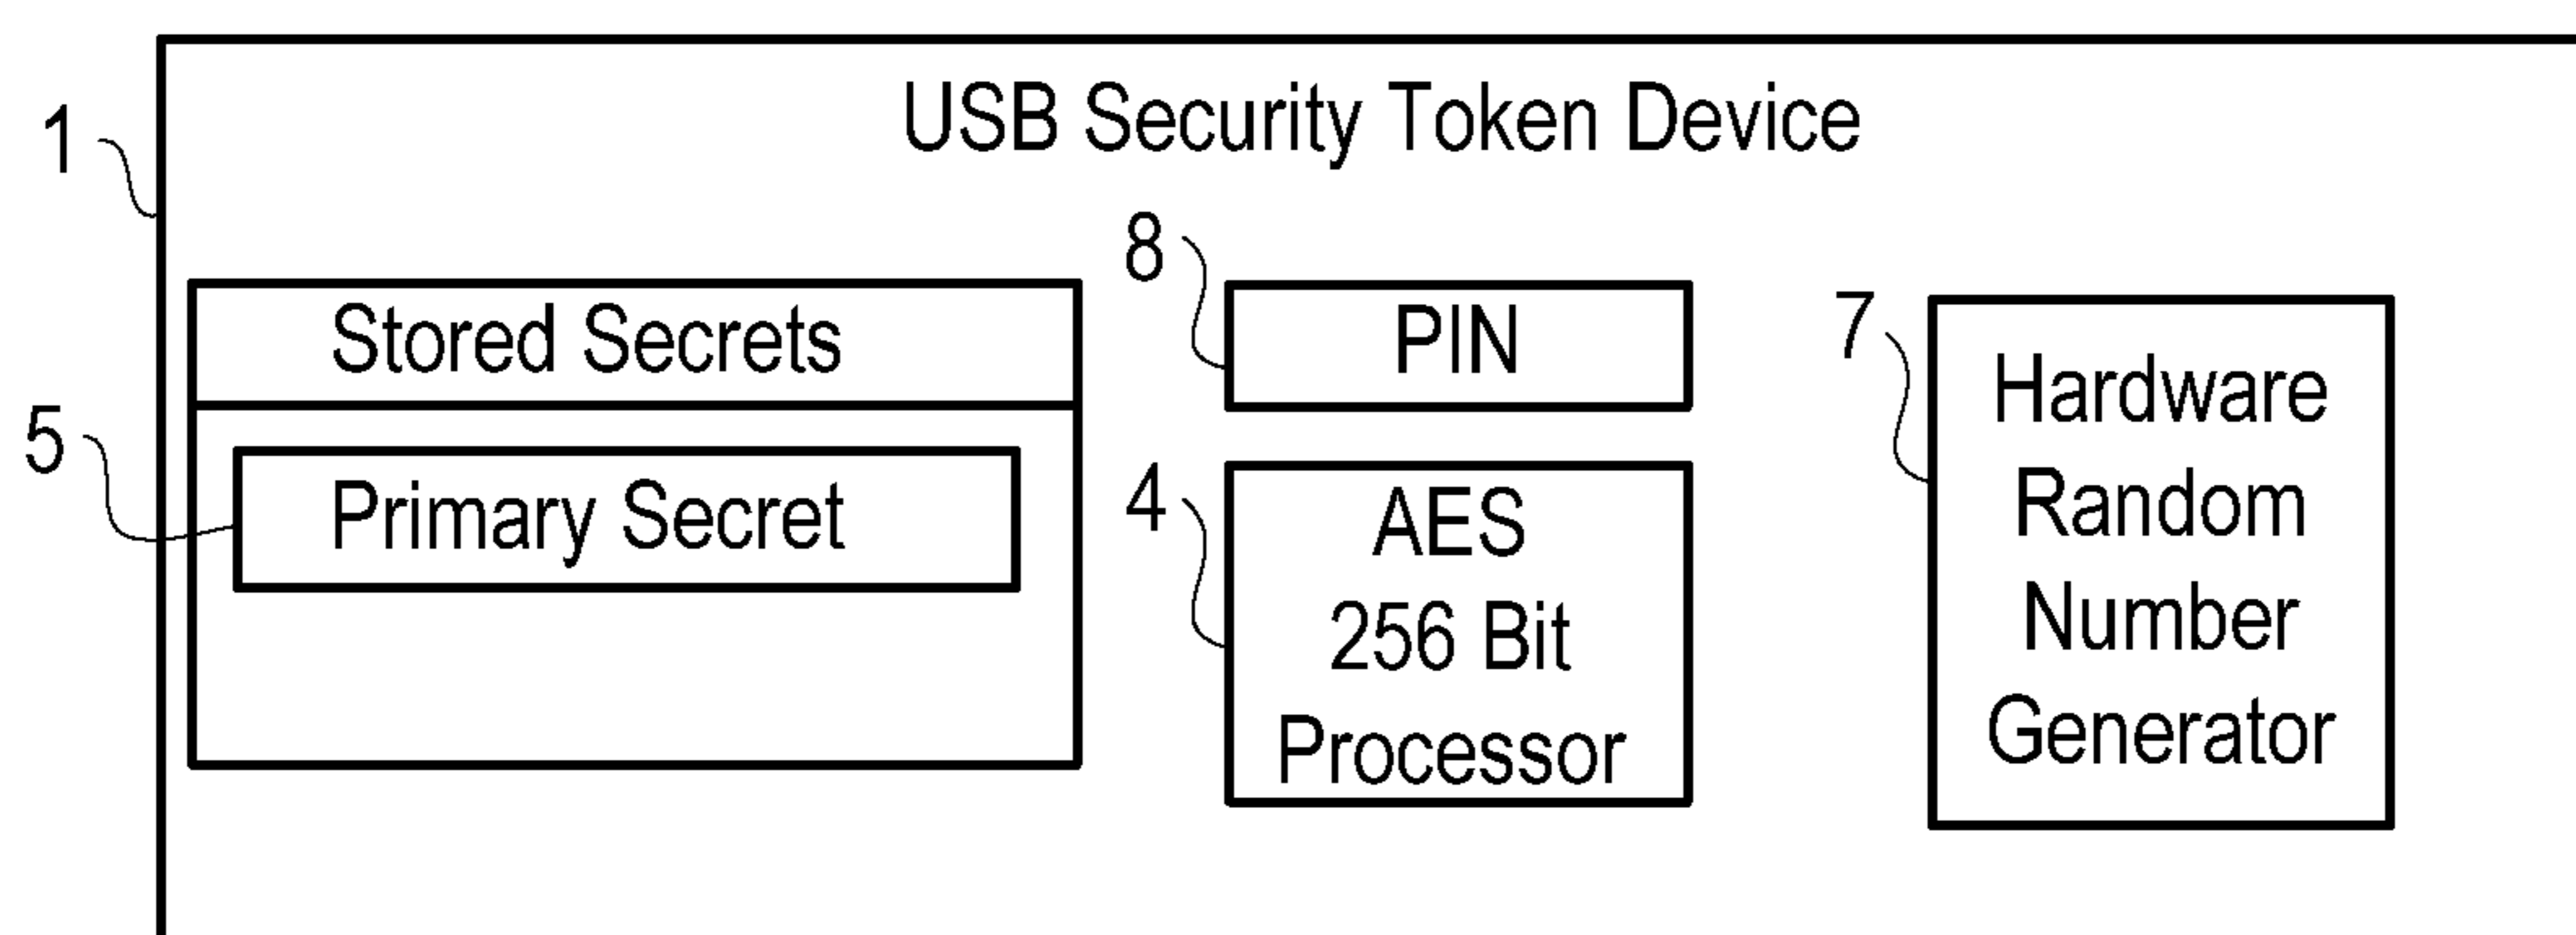 USB Security Token Device
1
Stored Secrets
5
Primary Secret
8
PIN
4
AES
256 Bit
Processor
7
Hardware
Random
Number
Generator